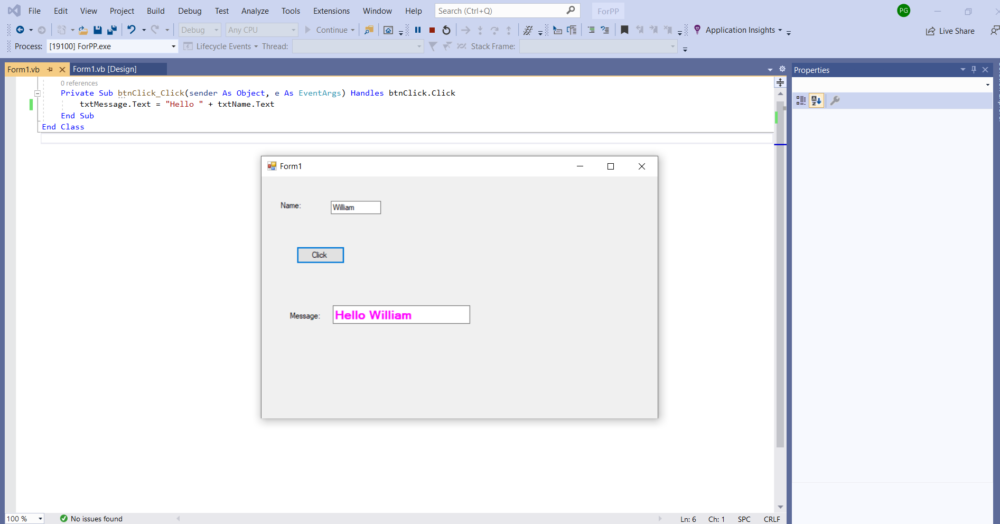 File Edit View Project Build Debug Test Analyze Tools Extensions Window Help Search (Ctrl+Q) ForPP PG
Debug Any CPU Continue Application Insights Live Share
Process: [19100] ForPP.exe Lifecycle Events Thread: Stack Frame:
Form1.vb Form1.vb [Design] Properties
0 references
Private Sub btnClick_Click(sender As Object, e As EventArgs) Handles btnClick.Click
txtMessage.Text = "Hello " + txtName.Text
End Sub
End Class
Form1
Name: William
Click
Message: Hello William
100 % No issues found Ln: 6 Ch: 1 SPC CRLF